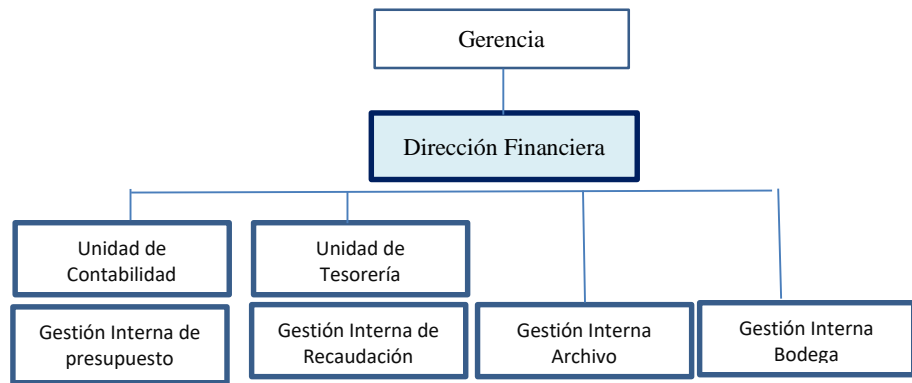 Gerencia
Dirección Financiera
Unidad de
Contabilidad
Unidad de
Tesorería
Gestión Interna de
presupuesto
Gestión Interna de
Recaudación
Gestión Interna
Archivo
Gestión Interna
Bodega